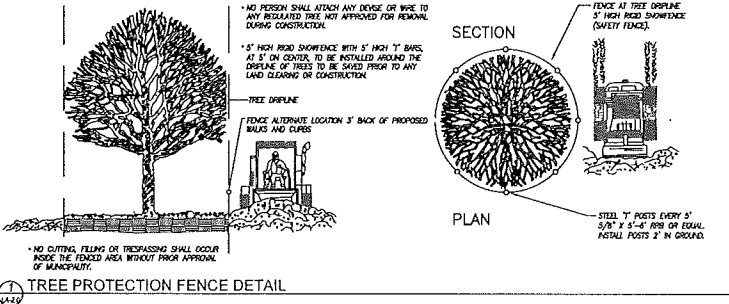 • NO PERSON SHALL ATTACH ANY DEVISE OR WIRE TO
ANY REGULATED TREE NOT APPROVED FOR REMOVAL
DURING CONSTRUCTION.
• 5' HIGH RIGID SNOWFENCE WITH 5' HIGH 'T' BARS,
AT 5' ON CENTER, TO BE INSTALLED AROUND THE
DRIPLINE OF TREES TO BE SAVED PRIOR TO ANY
LAND CLEARING OR CONSTRUCTION.
TREE DRIPLINE
FENCE ALTERNATE LOCATION 3' BACK OF PROPOSED
WALKS AND CURBS
• NO CUTTING, FILLING OR TRESPASSING SHALL OCCUR
INSIDE THE FENCED AREA WITHOUT PRIOR APPROVAL
OF MUNICIPALITY.
SECTION
FENCE AT TREE DRIPLINE
5' HIGH RIGID SNOWFENCE
(SAFETY FENCE).
PLAN
STEEL 'T' POSTS EVERY 5'
5/8" X 5'-6' OR EQUAL.
INSTALL POSTS 2' IN GROUND.
1 TREE PROTECTION FENCE DETAIL